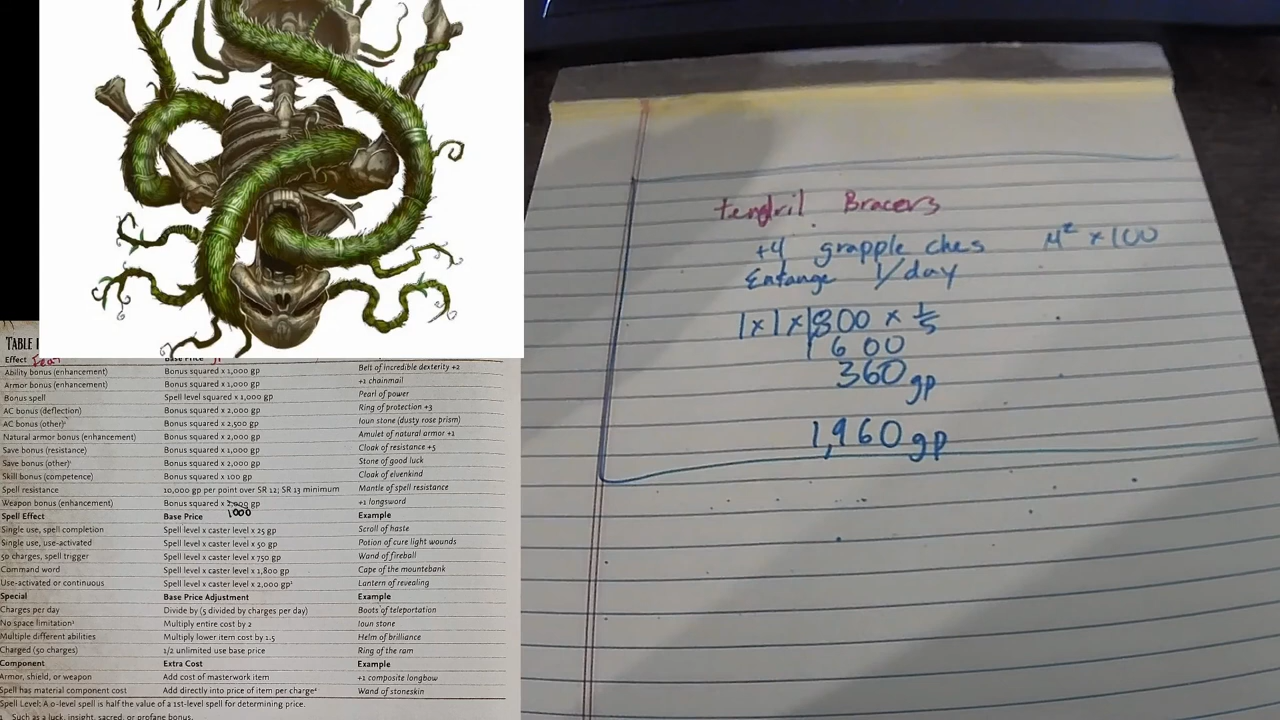 TABLE
Effect Base Price
Ability bonus (enhancement) Bonus squared x 1,000 gp Belt of incredible dexterity +2
Armor bonus (enhancement) Bonus squared x 1,000 gp +1 chainmail
Bonus spell Spell level squared x 1,000 gp Pearl of power
AC bonus (deflection) Bonus squared x 2,000 gp Ring of protection +3
AC bonus (other)¹ Bonus squared x 2,500 gp Ioun stone (dusty rose prism)
Natural armor bonus (enhancement) Bonus squared x 2,000 gp Amulet of natural armor +1
Save bonus (resistance) Bonus squared x 1,000 gp Cloak of resistance +5
Save bonus (other)¹ Bonus squared x 2,000 gp Stone of good luck
Skill bonus (competence) Bonus squared x 100 gp Cloak of elvenkind
Spell resistance 10,000 gp per point over SR 12; SR 13 minimum Mantle of spell resistance
Weapon bonus (enhancement) Bonus squared x 2,000 gp +1 longsword
1000
Spell Effect Base Price Example
Single use, spell completion Spell level x caster level x 25 gp Scroll of haste
Single use, use-activated Spell level x caster level x 50 gp Potion of cure light wounds
50 charges, spell trigger Spell level x caster level x 750 gp Wand of fireball
Command word Spell level x caster level x 1,800 gp Cape of the mountebank
Use-activated or continuous Spell level x caster level x 2,000 gp² Lantern of revealing
Special Base Price Adjustment Example
Charges per day Divide by (5 divided by charges per day) Boots of teleportation
No space limitation³ Multiply entire cost by 2 Ioun stone
Multiple different abilities Multiply lower item cost by 1.5 Helm of brilliance
Charged (50 charges) 1/2 unlimited use base price Ring of the ram
Component Extra Cost Example
Armor, shield, or weapon Add cost of masterwork item +1 composite longbow
Spell has material component cost Add directly into price of item per charge⁴ Wand of stoneskin
Spell Level: A 0-level spell is half the value of a 1st-level spell for determining price.
1 Such as a luck, insight, sacred, or profane bonus.
tendril Bracers
+4 grapple ches 4² x 100
Entange 1/day
1x1x1800 x 1/5
1600
360gp
1,960gp